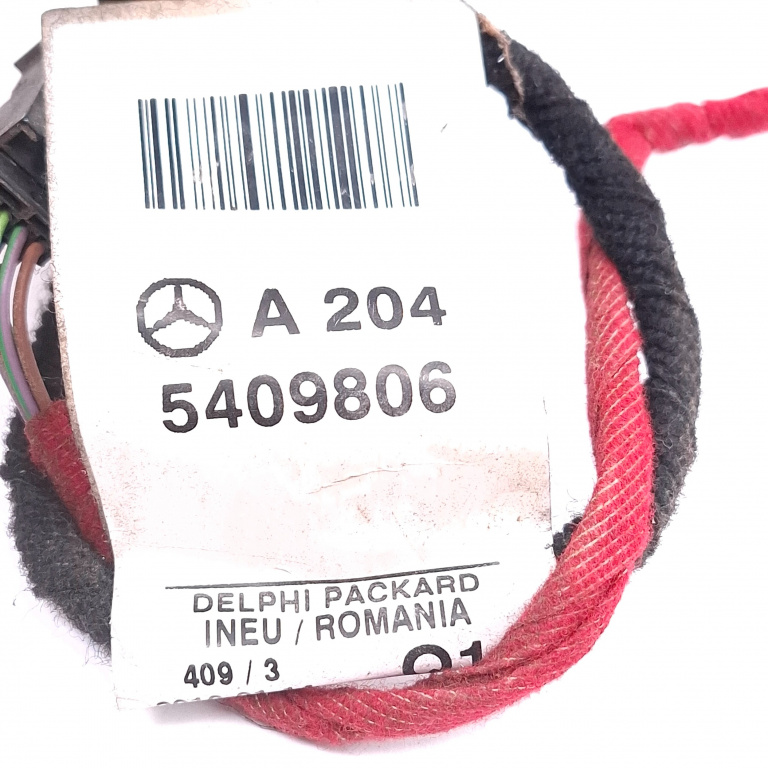 A 204
5409806
DELPHI PACKARD
INEU / ROMANIA
409 / 3